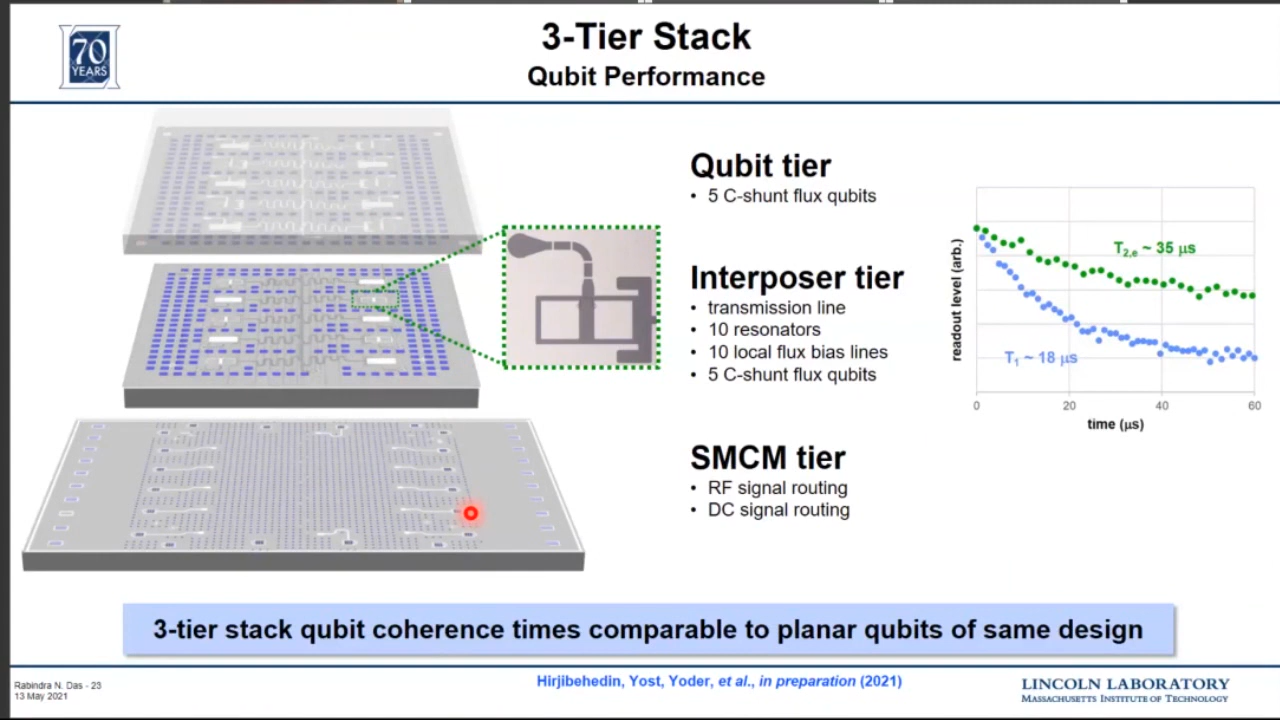 70
YEARS
3-Tier Stack
Qubit Performance
Qubit tier
• 5 C-shunt flux qubits
Interposer tier
• transmission line
• 10 resonators
• 10 local flux bias lines
• 5 C-shunt flux qubits
SMCM tier
• RF signal routing
• DC signal routing
readout level (arb.)
T2,e ~ 35 μs
T1 ~ 18 μs
0 20 40 60
time (μs)
3-tier stack qubit coherence times comparable to planar qubits of same design
Rabindra N. Das - 23
13 May 2021
Hirjibehedin, Yost, Yoder, et al., in preparation (2021)
LINCOLN LABORATORY
MASSACHUSETTS INSTITUTE OF TECHNOLOGY